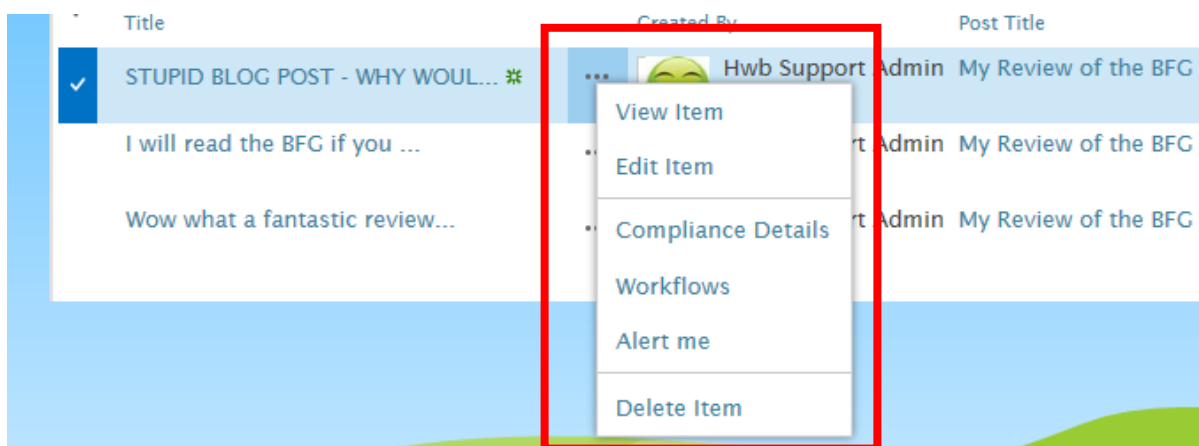 Title Created By Post Title
STUPID BLOG POST - WHY WOUL... ... Hwb Support Admin My Review of the BFG
View Item
I will read the BFG if you ... rt Admin My Review of the BFG
Edit Item
Wow what a fantastic review... Compliance Details rt Admin My Review of the BFG
Workflows
Alert me
Delete Item